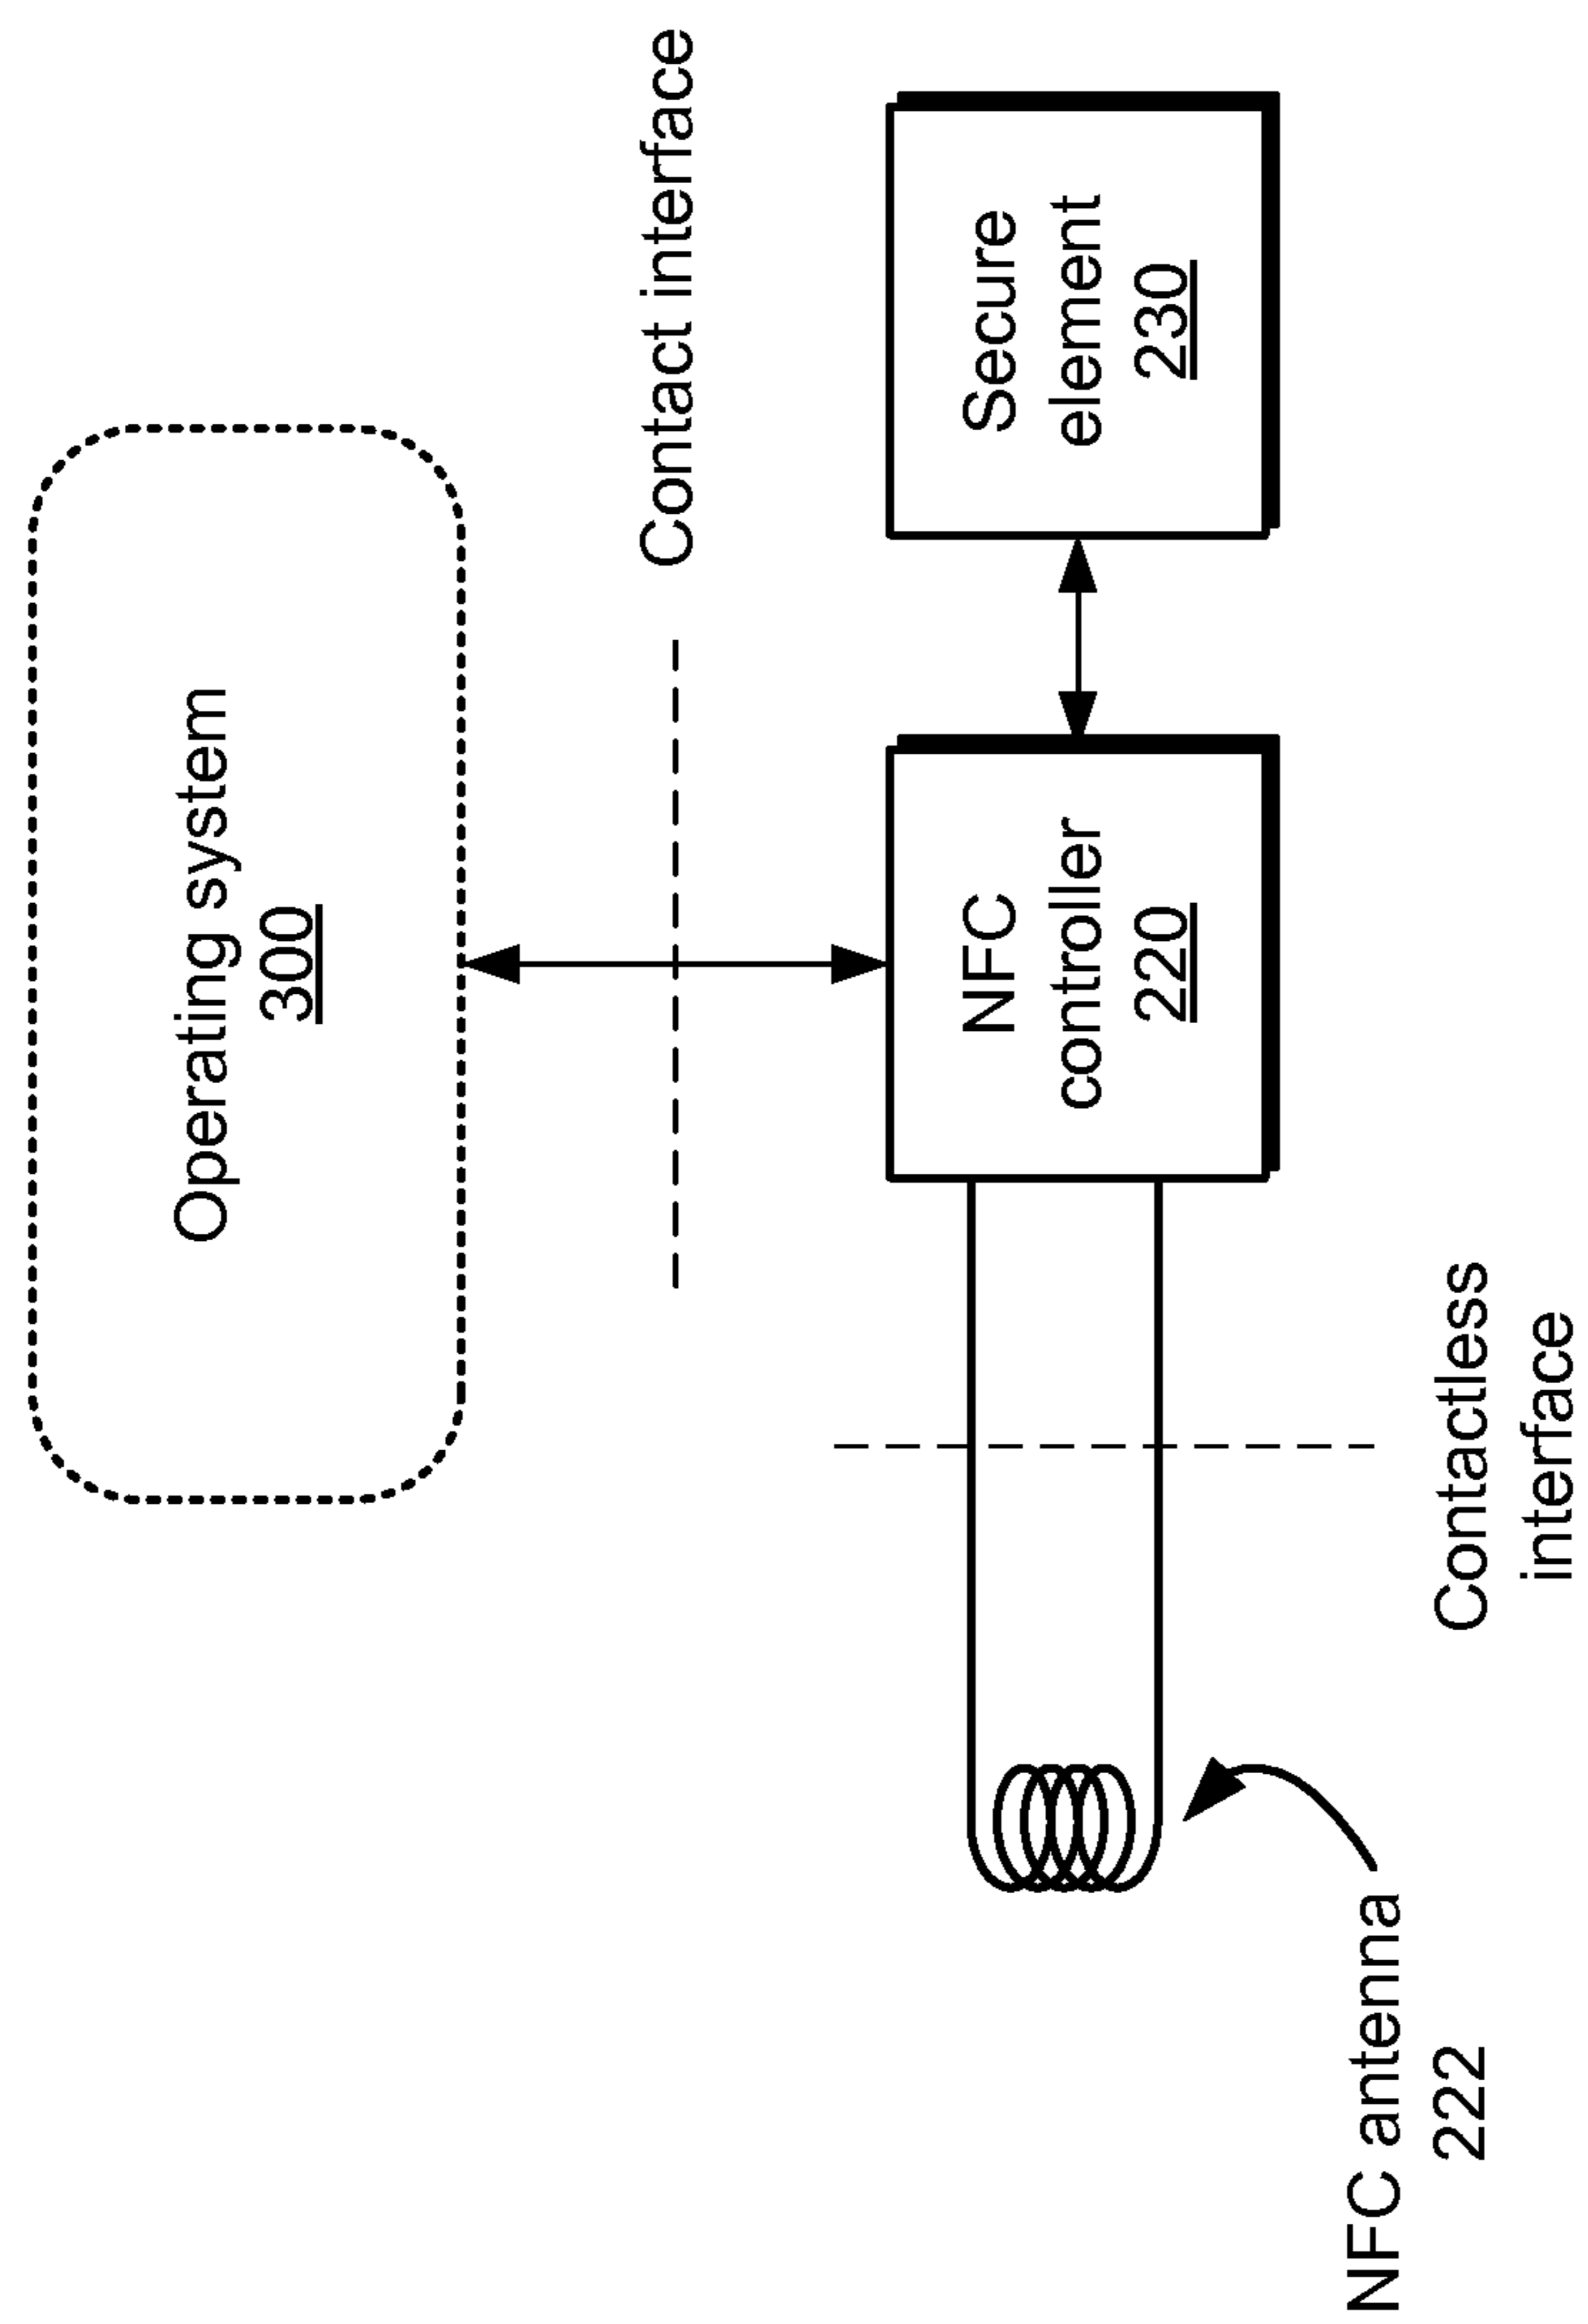 Operating system
300
Contact interface
NFC
controller
220
Secure
element
230
Contactless
interface
NFC antenna
222